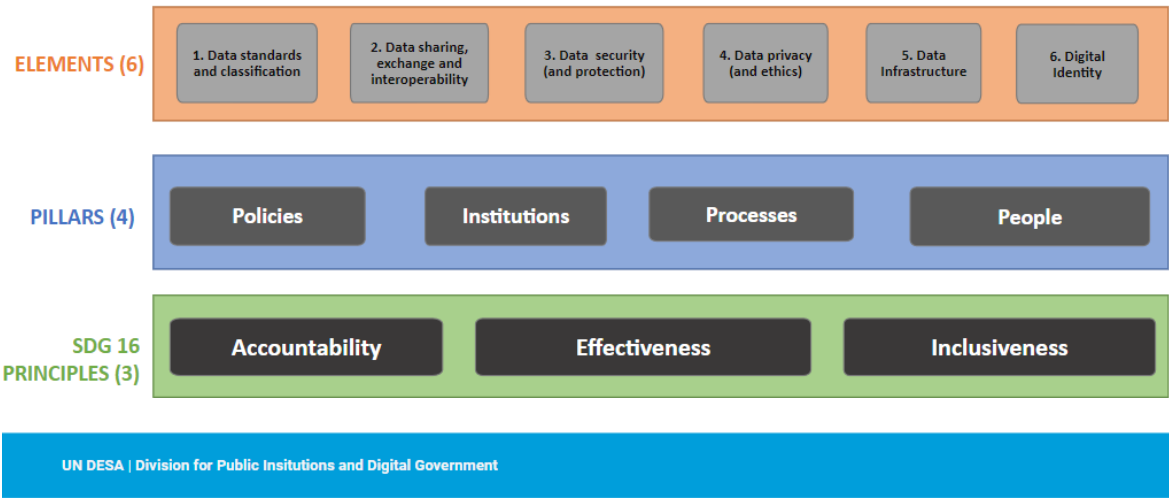 ELEMENTS (6)
1. Data standards
and classification
2. Data sharing,
exchange and
interoperability
3. Data security
(and protection)
4. Data privacy
(and ethics)
5. Data
Infrastructure
6. Digital
Identity
PILLARS (4)
Policies
Institutions
Processes
People
SDG 16
PRINCIPLES (3)
Accountability
Effectiveness
Inclusiveness
UN DESA | Division for Public Insitutions and Digital Government